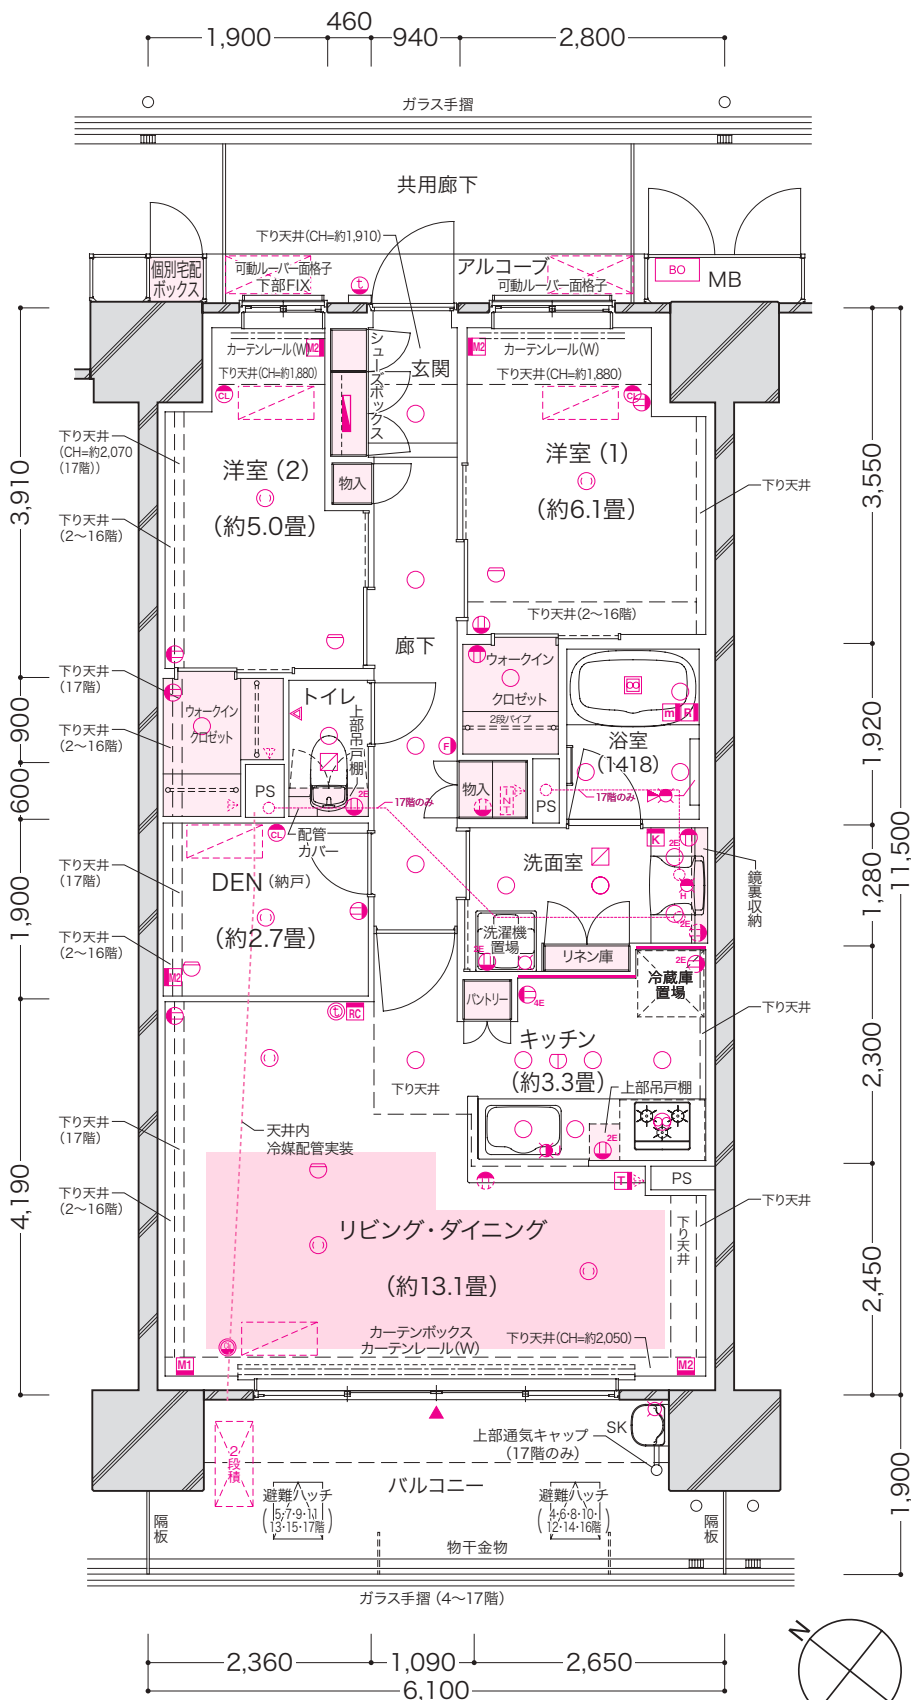 460
1,900
940
2,800
ガラス手摺
共用廊下
下り天井(CH=約1,910)
アルコーブ
個別宅配
ボックス
可動ルーバー面格子
下部FIX
t
可動ルーバー面格子
BO
MB
カーテンレール(W)
M2
シューズボックス
玄関
M2
カーテンレール(W)
下り天井(CH=約1,880)
下り天井(CH=約1,880)
CL
CL
下り天井
(CH=約2,070
(17階))
洋室 (2)
(約5.0畳)
物入
洋室 (1)
(約6.1畳)
下り天井
下り天井
(2〜16階)
3,910
3,550
下り天井(2〜16階)
廊下
下り天井
(17階)
ウォークイン
クロゼット
トイレ
上部吊戸棚
ウォークイン
クロゼット
2段パイプ
下り天井
(2〜16階)
F
m
R
浴室
(1418)
900
600
1,920
PS
2E
17階のみ
物入
PS
17階のみ
配管
カバー
CL
DEN (納戸)
(約2.7畳)
洗面室
K
2E
H
2E
鏡裏収納
下り天井
(17階)
下り天井
(2〜16階)
1,900
1,280
11,500
M2
洗濯機
置場
2E
リネン庫
2E
冷蔵庫
置場
パントリー
4E
t
RC
キッチン
(約3.3畳)
下り天井
下り天井
2,300
上部吊戸棚
2E
天井内
冷媒配管実装
下り天井
(17階)
T
PS
下り天井
(2〜16階)
4,190
リビング・ダイニング
(約13.1畳)
下り天井
下り天井
2,450
カーテンボックス
カーテンレール(W)
下り天井(CH=約2,050)
M1
M2
2段積
上部通気キャップ
(17階のみ)
SK
バルコニー
避難ハッチ
(5・7・9・11
13・15・17階)
避難ハッチ
(4・6・8・10・
12・14・16階)
隔板
隔板
物干金物
1,900
ガラス手摺 (4〜17階)
N
2,360
1,090
2,650
6,100